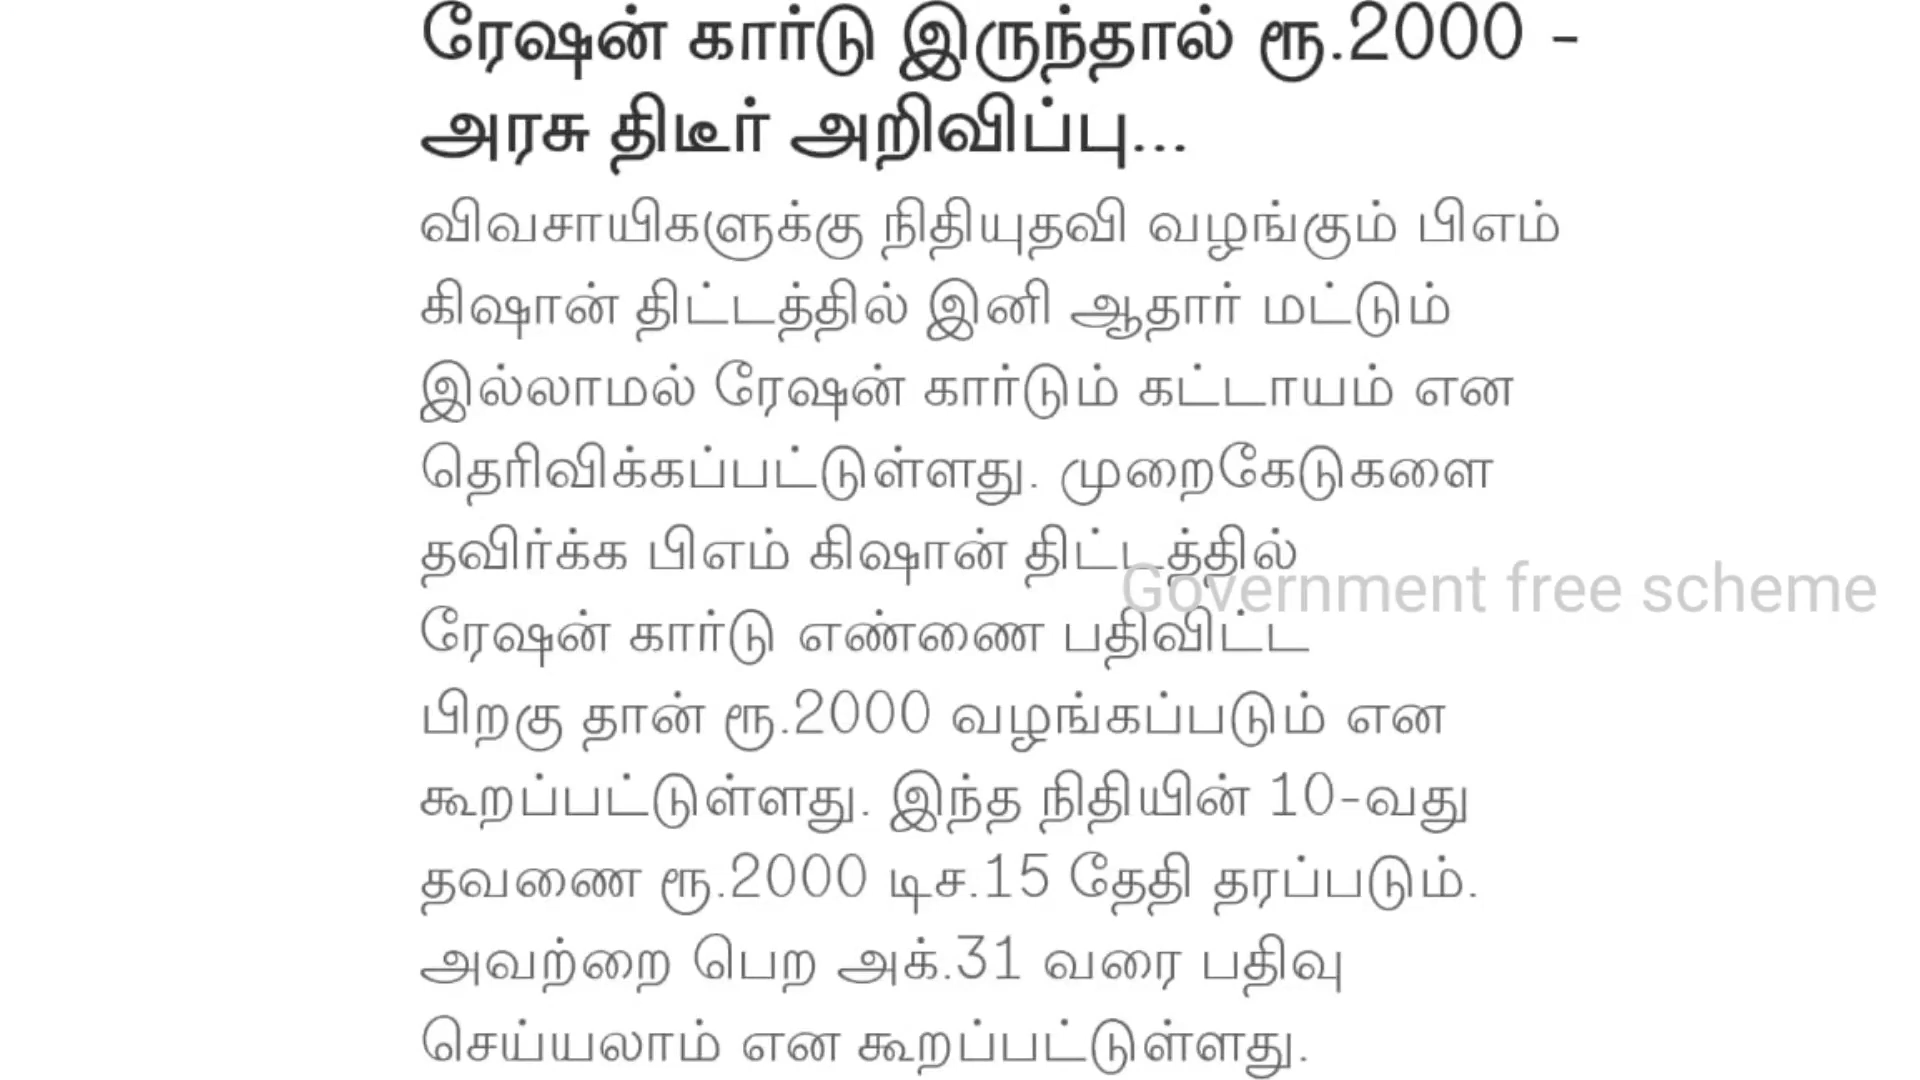 ரேஷன் கார்டு இருந்தால் ரூ.2000 -
அரசு திடீர் அறிவிப்பு...
விவசாயிகளுக்கு நிதியுதவி வழங்கும் பிஎம்
கிஷான் திட்டத்தில் இனி ஆதார் மட்டும்
இல்லாமல் ரேஷன் கார்டும் கட்டாயம் என
தெரிவிக்கப்பட்டுள்ளது. முறைகேடுகளை
தவிர்க்க பிஎம் கிஷான் திட்டத்தில்
Government free scheme
ரேஷன் கார்டு எண்ணை பதிவிட்ட
பிறகு தான் ரூ.2000 வழங்கப்படும் என
கூறப்பட்டுள்ளது. இந்த நிதியின் 10-வது
தவணை ரூ.2000 டிச.15 தேதி தரப்படும்.
அவற்றை பெற அக்.31 வரை பதிவு
செய்யலாம் என கூறப்பட்டுள்ளது.